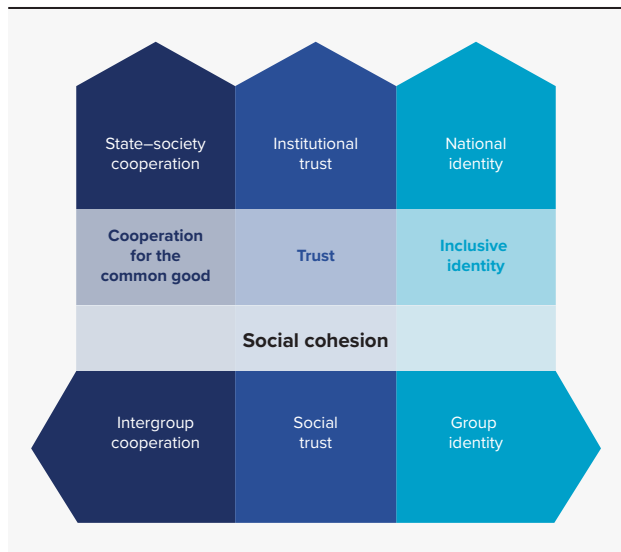 State–society
cooperation
Institutional
trust
National
identity
Cooperation
for the
common good
Trust
Inclusive
identity
Social cohesion
Intergroup
cooperation
Social
trust
Group
identity